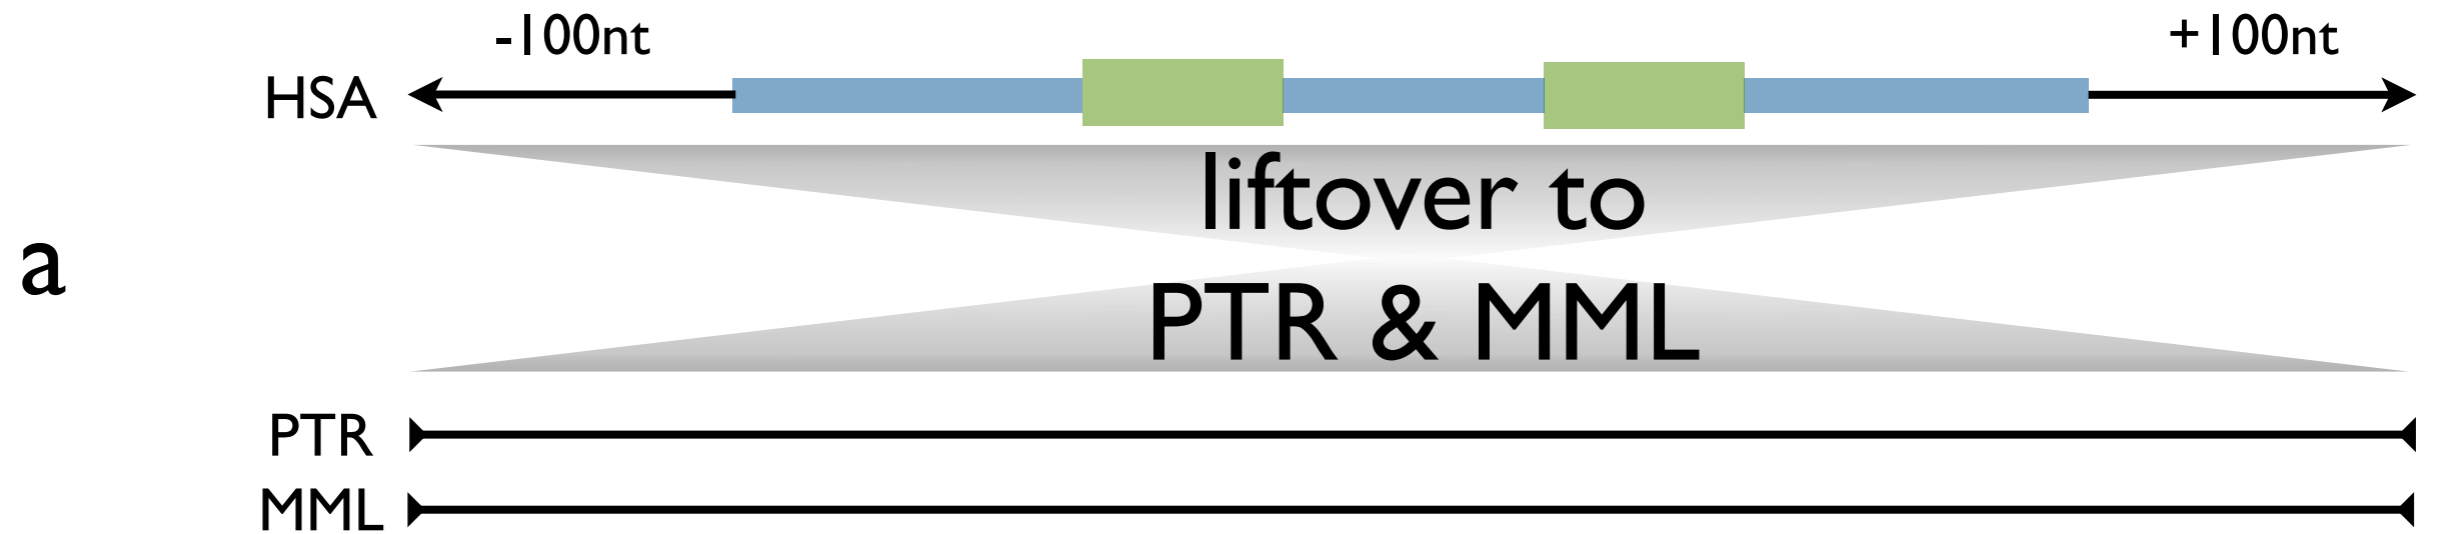 -100nt
+100nt
HSA
liftover to
a
PTR & MML
PTR
MML